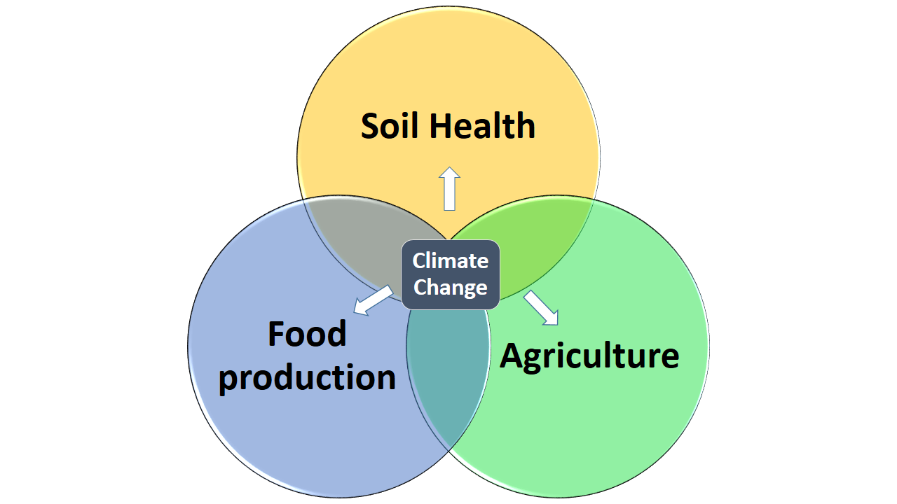 Soil Health
Climate
Change
Food
production
Agriculture